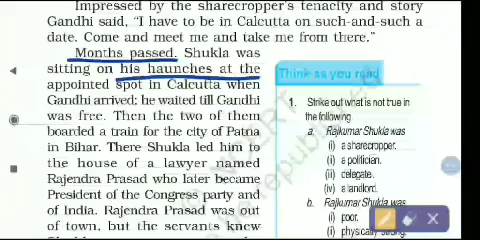 Impressed by the sharecropper's tenacity and story
Gandhi said, "I have to be in Calcutta on such-and-such a
date. Come and meet me and take me from there."
Months passed. Shukla was
sitting on his haunches at the
appointed spot in Calcutta when
Gandhi arrived; he waited till Gandhi
was free. Then the two of them
boarded a train for the city of Patna
in Bihar. There Shukla led him to
the house of a lawyer named
Rajendra Prasad who later became
President of the Congress party and
of India. Rajendra Prasad was out
of town, but the servants knew
Think as you read
1. Strike out what is not true in
the following
a. Rajkumar Shukla was
(i) a sharecropper.
(ii) a politician.
(iii) delegate.
(iv) a landlord.
b. Rajkumar Shukla was
(i) poor.
(ii) physically strong.